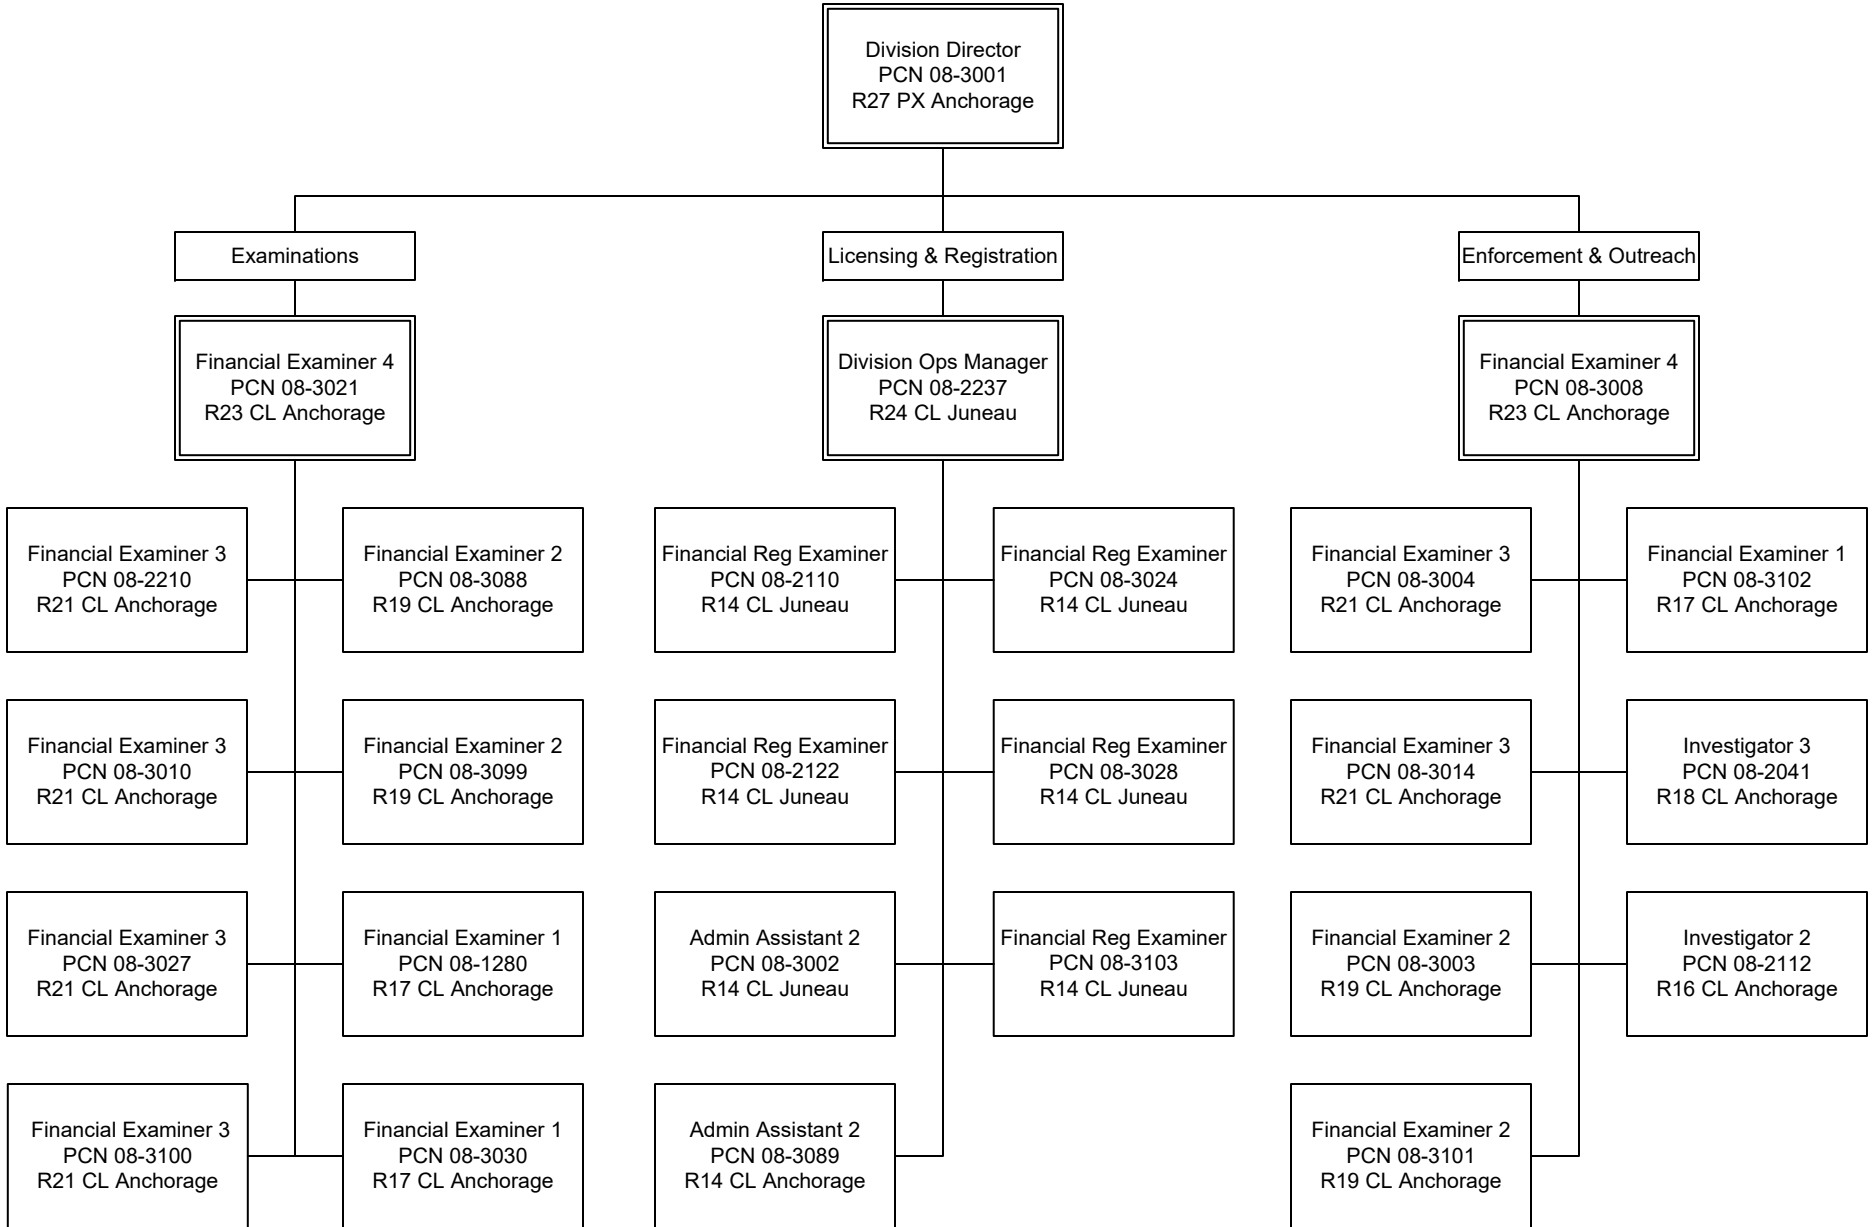 Division Director
PCN 08-3001
R27 PX Anchorage
Examinations
Licensing & Registration
Enforcement & Outreach
Financial Examiner 4
PCN 08-3021
R23 CL Anchorage
Division Ops Manager
PCN 08-2237
R24 CL Juneau
Financial Examiner 4
PCN 08-3008
R23 CL Anchorage
Financial Examiner 3
PCN 08-2210
R21 CL Anchorage
Financial Examiner 2
PCN 08-3088
R19 CL Anchorage
Financial Reg Examiner
PCN 08-2110
R14 CL Juneau
Financial Reg Examiner
PCN 08-3024
R14 CL Juneau
Financial Examiner 3
PCN 08-3004
R21 CL Anchorage
Financial Examiner 1
PCN 08-3102
R17 CL Anchorage
Financial Examiner 3
PCN 08-3010
R21 CL Anchorage
Financial Examiner 2
PCN 08-3099
R19 CL Anchorage
Financial Reg Examiner
PCN 08-2122
R14 CL Juneau
Financial Reg Examiner
PCN 08-3028
R14 CL Juneau
Financial Examiner 3
PCN 08-3014
R21 CL Anchorage
Investigator 3
PCN 08-2041
R18 CL Anchorage
Financial Examiner 3
PCN 08-3027
R21 CL Anchorage
Financial Examiner 1
PCN 08-1280
R17 CL Anchorage
Admin Assistant 2
PCN 08-3002
R14 CL Juneau
Financial Reg Examiner
PCN 08-3103
R14 CL Juneau
Financial Examiner 2
PCN 08-3003
R19 CL Anchorage
Investigator 2
PCN 08-2112
R16 CL Anchorage
Financial Examiner 3
PCN 08-3100
R21 CL Anchorage
Financial Examiner 1
PCN 08-3030
R17 CL Anchorage
Admin Assistant 2
PCN 08-3089
R14 CL Anchorage
Financial Examiner 2
PCN 08-3101
R19 CL Anchorage